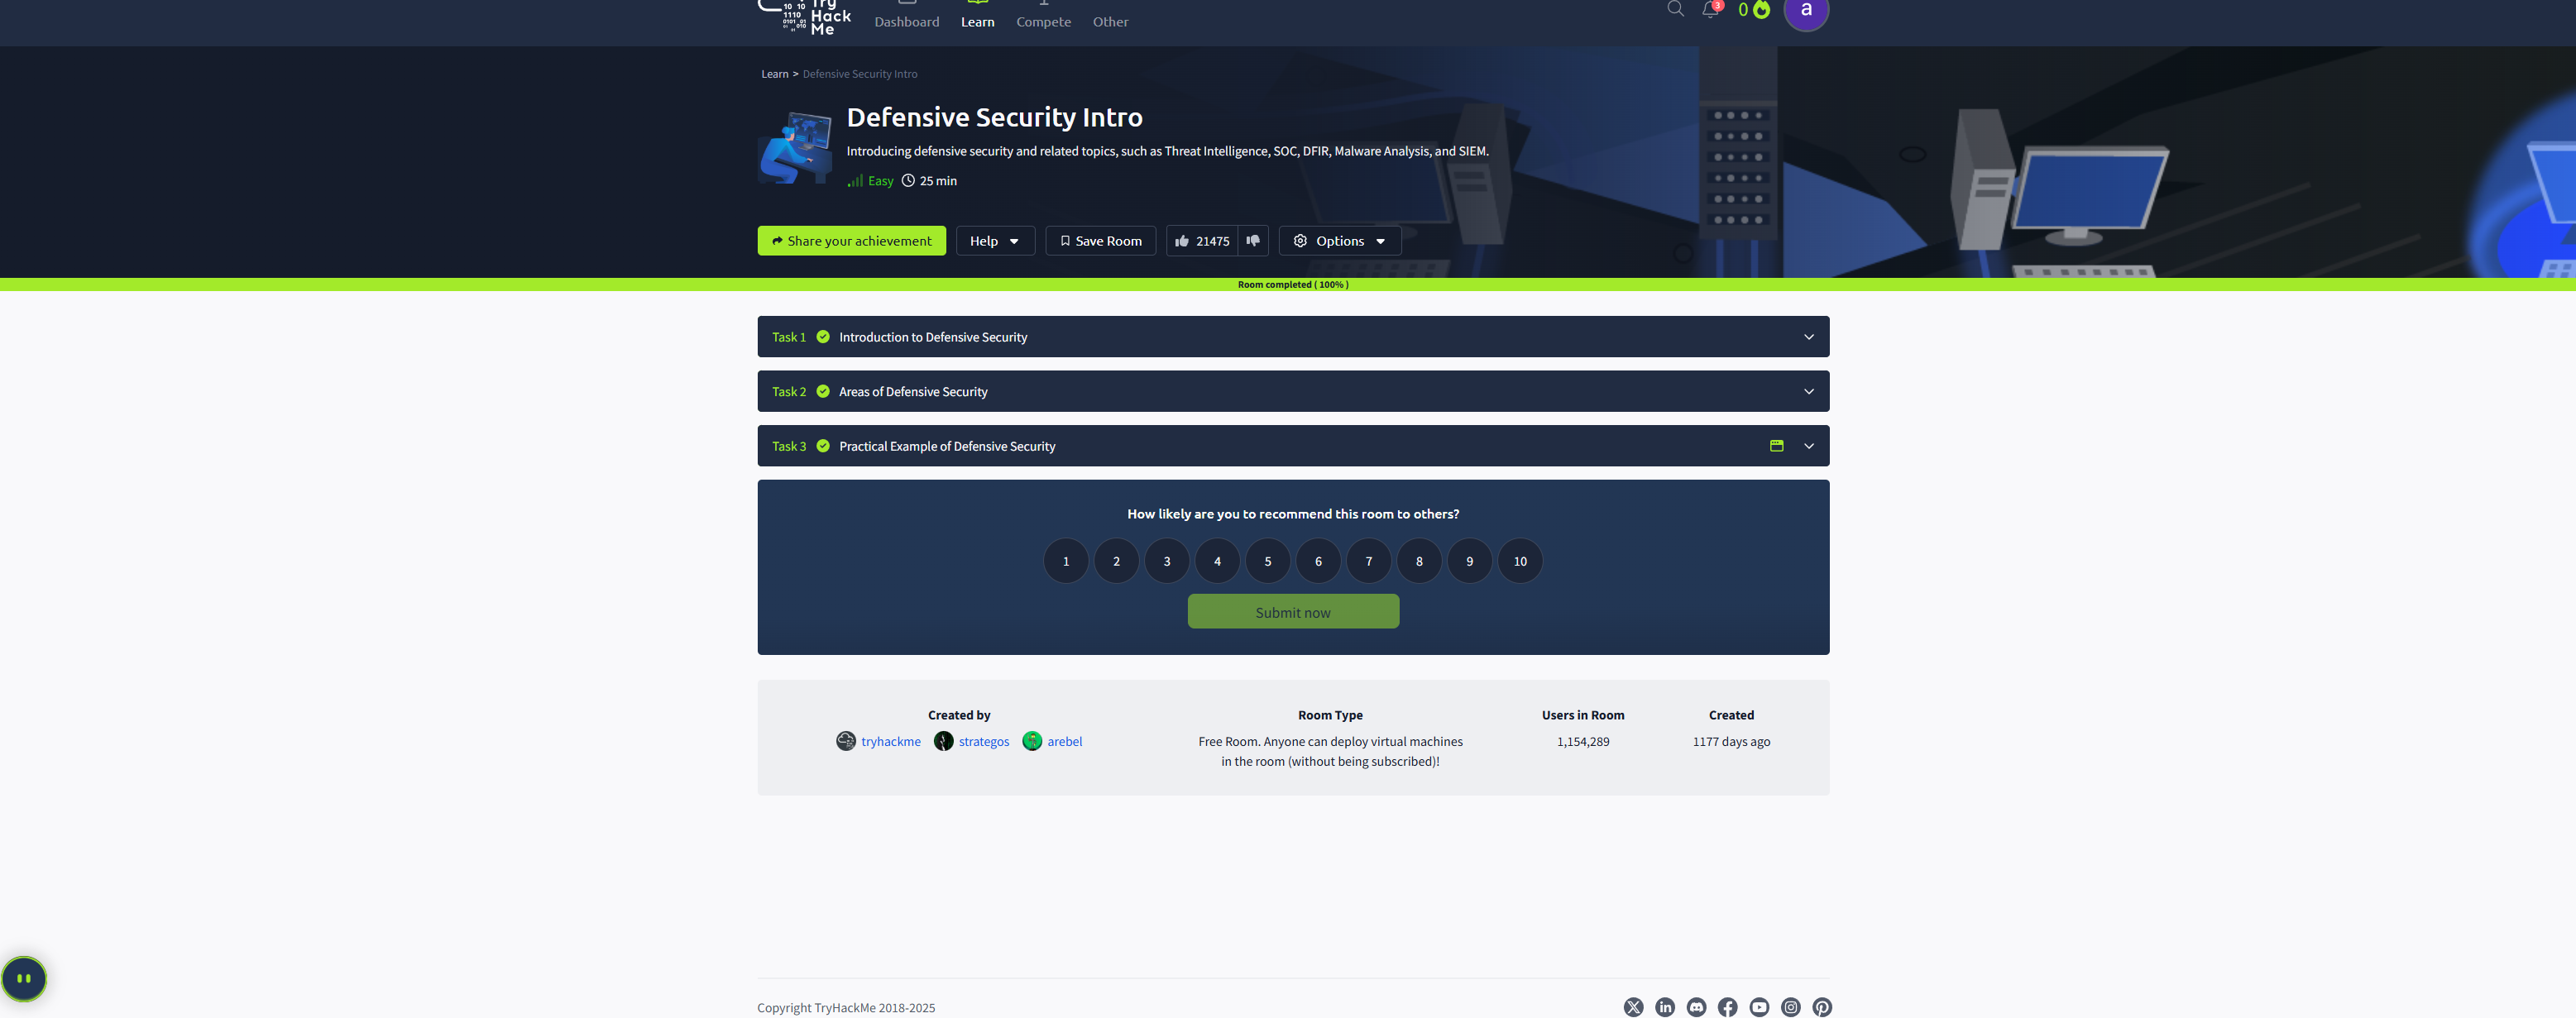 Try
Hack
Me
Dashboard
Learn
Compete
Other
3
0
a
Learn > Defensive Security Intro
Defensive Security Intro
Introducing defensive security and related topics, such as Threat Intelligence, SOC, DFIR, Malware Analysis, and SIEM.
Easy 25 min
Share your achievement
Help
Save Room
21475
Options
Room completed ( 100% )
Task 1 Introduction to Defensive Security
Task 2 Areas of Defensive Security
Task 3 Practical Example of Defensive Security
How likely are you to recommend this room to others?
1 2 3 4 5 6 7 8 9 10
Submit now
Created by
tryhackme strategos arebel
Room Type
Free Room. Anyone can deploy virtual machines
in the room (without being subscribed)!
Users in Room
1,154,289
Created
1177 days ago
Copyright TryHackMe 2018-2025